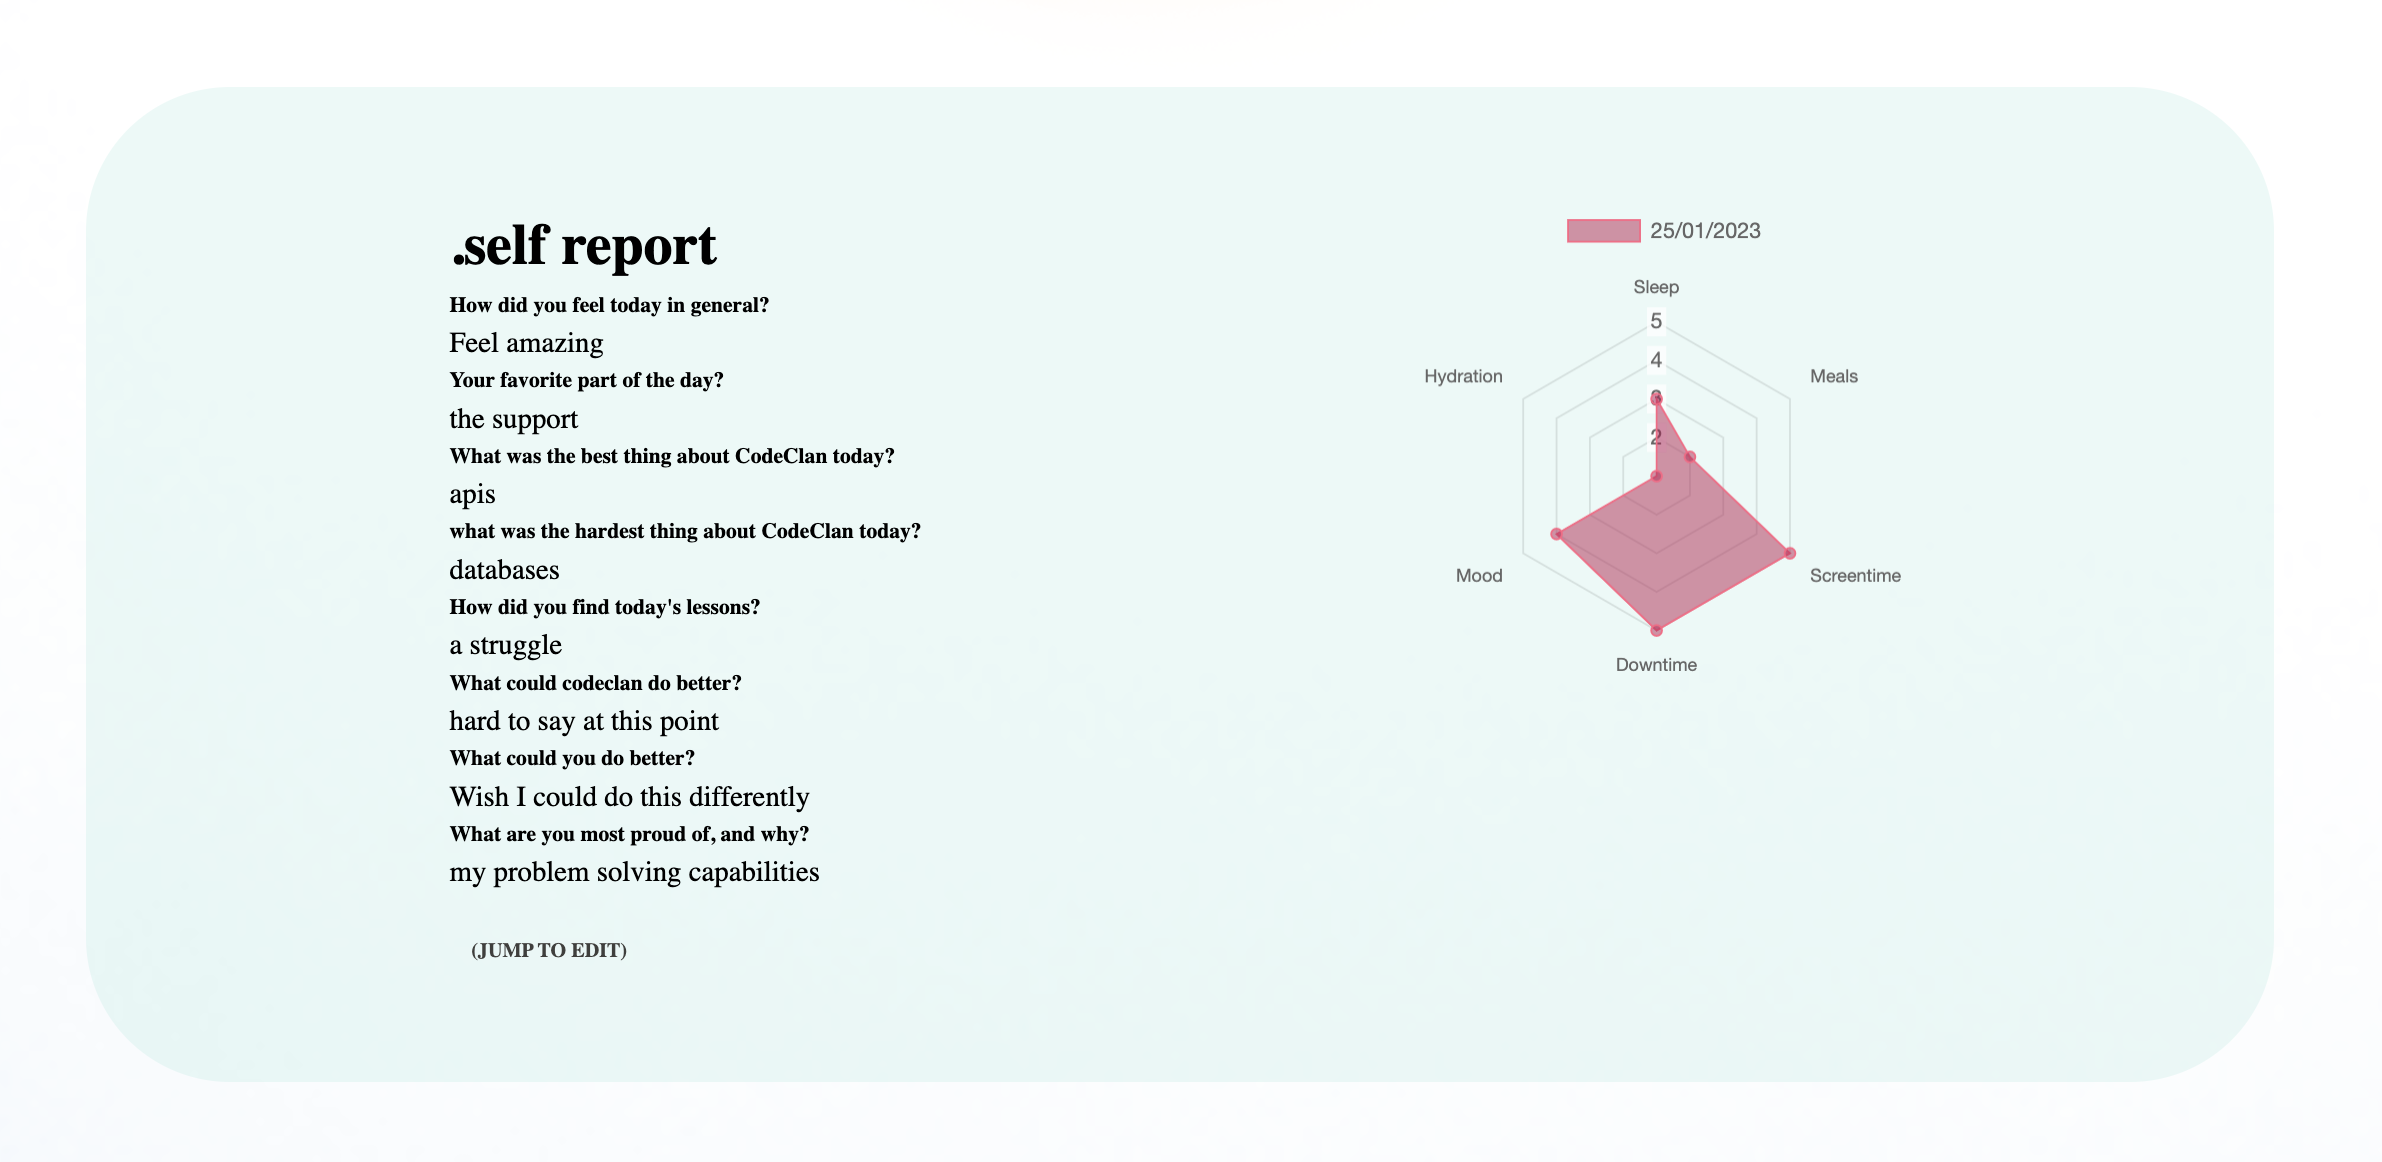 .self report
How did you feel today in general?
Feel amazing
Your favorite part of the day?
the support
What was the best thing about CodeClan today?
apis
what was the hardest thing about CodeClan today?
databases
How did you find today's lessons?
a struggle
What could codeclan do better?
hard to say at this point
What could you do better?
Wish I could do this differently
What are you most proud of, and why?
my problem solving capabilities
(JUMP TO EDIT)
25/01/2023
Sleep
5
4
2
Hydration
Meals
Mood
Screentime
Downtime